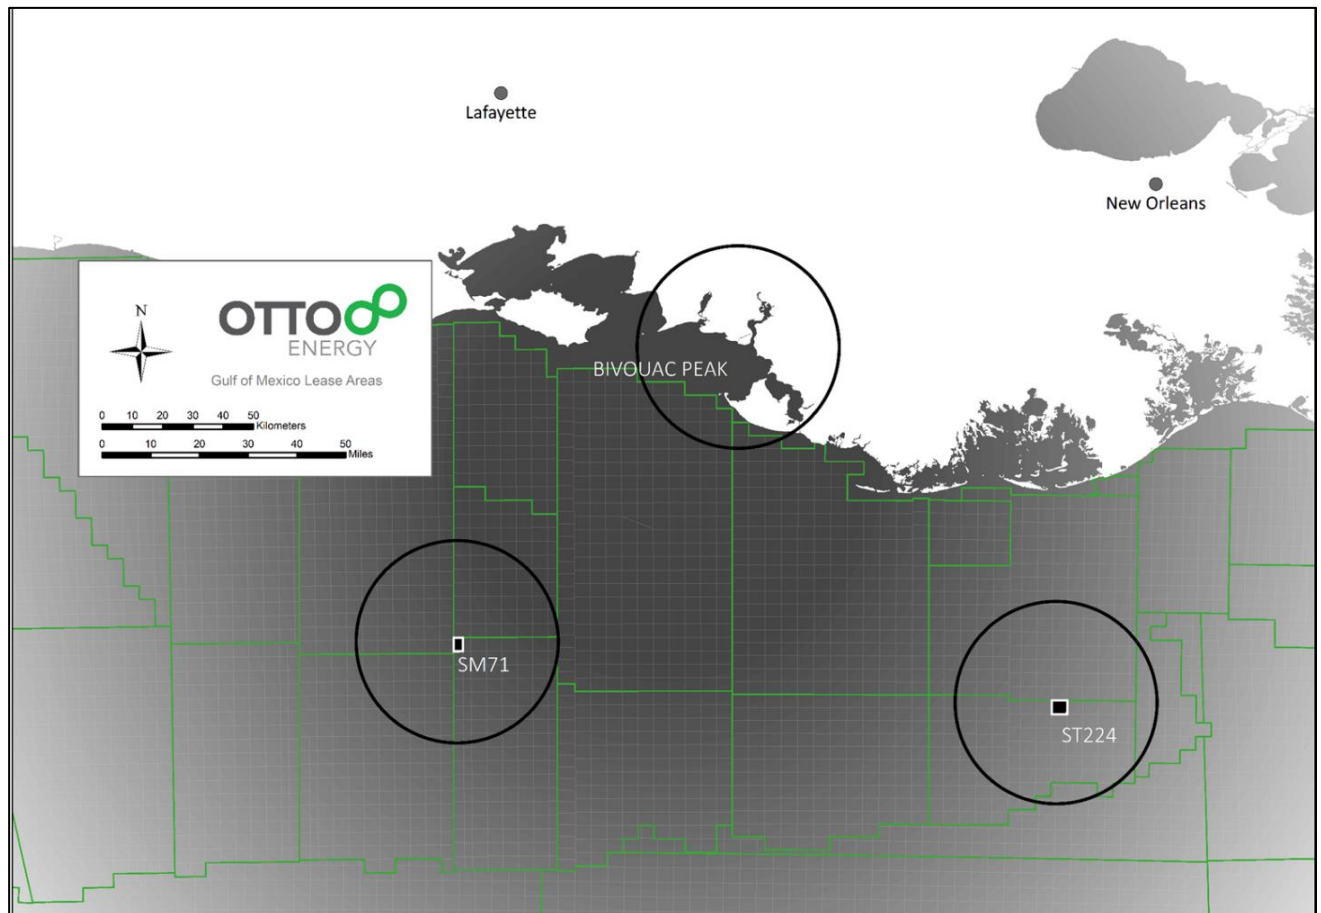 Lafayette
New Orleans
N
OTTO
ENERGY
Gulf of Mexico Lease Areas
0 10 20 30 40 50
Kilometers
0 10 20 30 40 50
Miles
BIVOUAC PEAK
SM71
ST224